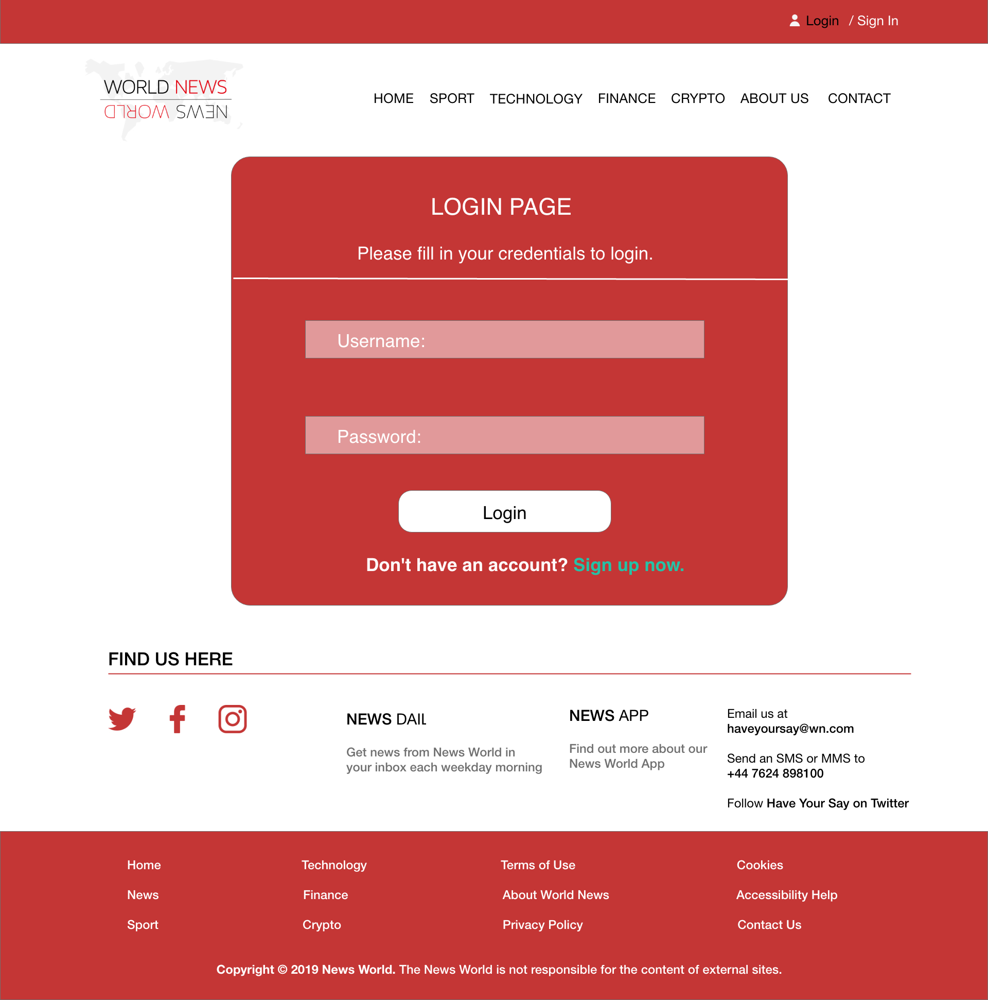 Login / Sign In
WORLD NEWS
NEWS WORLD
HOME SPORT TECHNOLOGY FINANCE CRYPTO ABOUT US CONTACT
LOGIN PAGE
Please fill in your credentials to login.
Username:
Password:
Login
Don't have an account? Sign up now.
FIND US HERE
NEWS DAIL
Get news from News World in
your inbox each weekday morning
NEWS APP
Find out more about our
News World App
Email us at
haveyoursay@wn.com
Send an SMS or MMS to
+44 7624 898100
Follow Have Your Say on Twitter
Home Technology Terms of Use Cookies
News Finance About World News Accessibility Help
Sport Crypto Privacy Policy Contact Us
Copyright © 2019 News World. The News World is not responsible for the content of external sites.